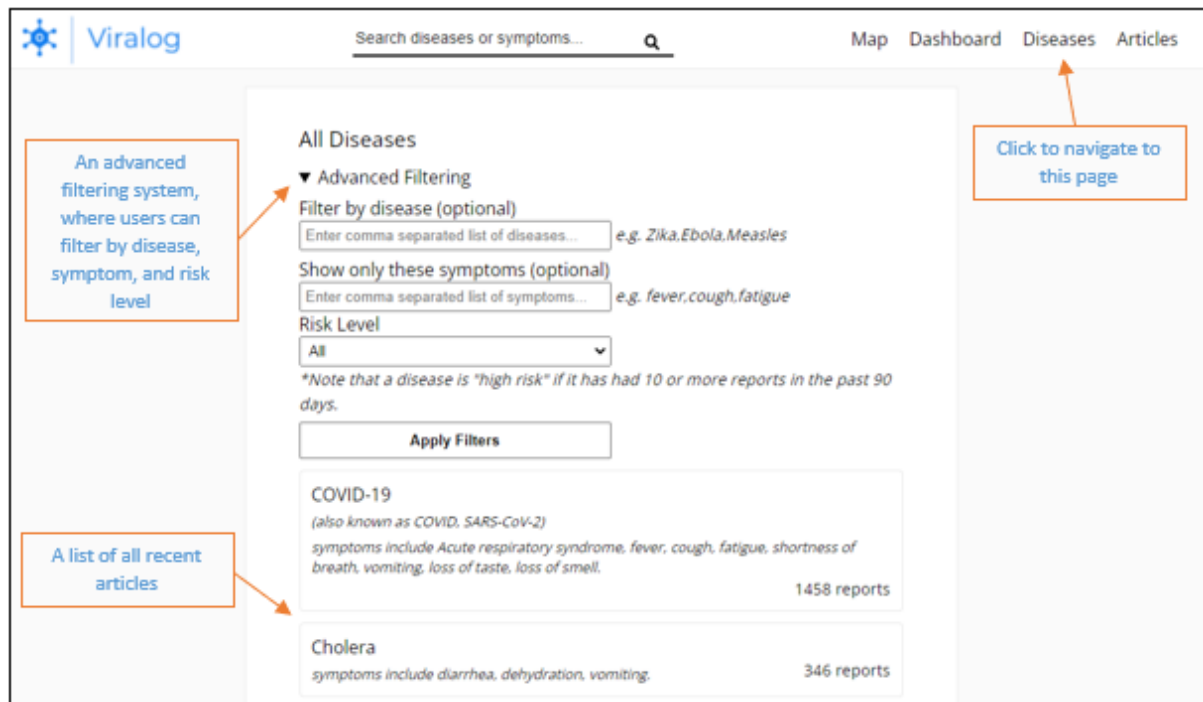 Viralog
Search diseases or symptoms...
Map Dashboard Diseases Articles
An advanced
filtering system,
where users can
filter by disease,
symptom, and risk
level
Click to navigate to
this page
All Diseases
▼ Advanced Filtering
Filter by disease (optional)
Enter comma separated list of diseases... e.g. Zika,Ebola,Measles
Show only these symptoms (optional)
Enter comma separated list of symptoms... e.g. fever,cough,fatigue
Risk Level
All
*Note that a disease is "high risk" if it has had 10 or more reports in the past 90
days.
Apply Filters
COVID-19
(also known as COVID, SARS-CoV-2)
symptoms include Acute respiratory syndrome, fever, cough, fatigue, shortness of
breath, vomiting, loss of taste, loss of smell.
1458 reports
A list of all recent
articles
Cholera
symptoms include diarrhea, dehydration, vomiting.
346 reports